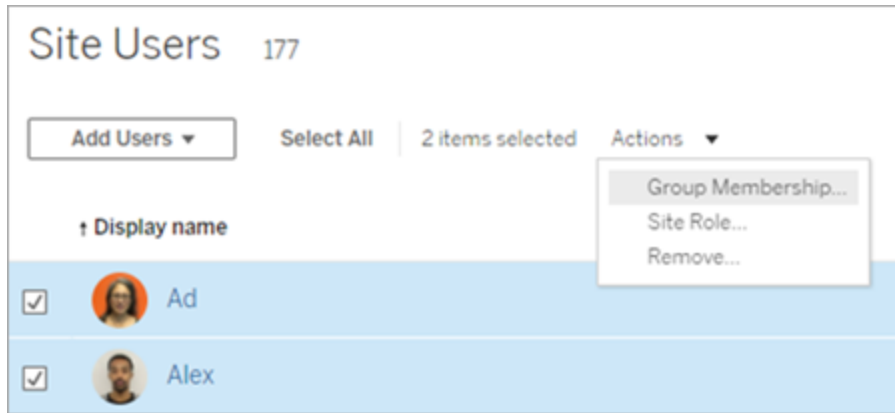 Site Users 177
Add Users ▾ Select All 2 items selected Actions ▾
Group Membership...
Site Role...
Remove...
↑ Display name
Ad
Alex